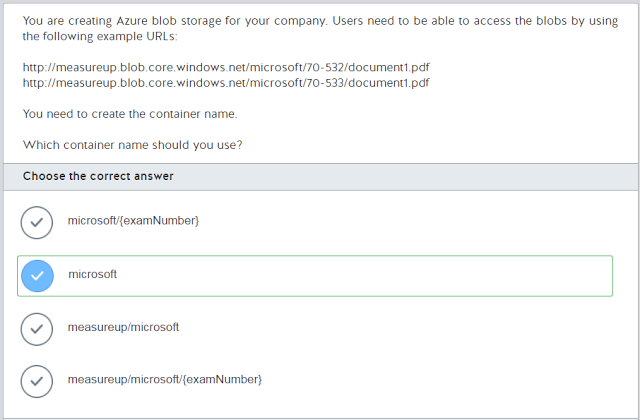 You are creating Azure blob storage for your company. Users need to be able to access the blobs by using
the following example URLs:
http://measureup.blob.core.windows.net/microsoft/70-532/document1.pdf
http://measureup.blob.core.windows.net/microsoft/70-533/document1.pdf
You need to create the container name.
Which container name should you use?
Choose the correct answer
microsoft/{examNumber}
microsoft
measureup/microsoft
measureup/microsoft/{examNumber}